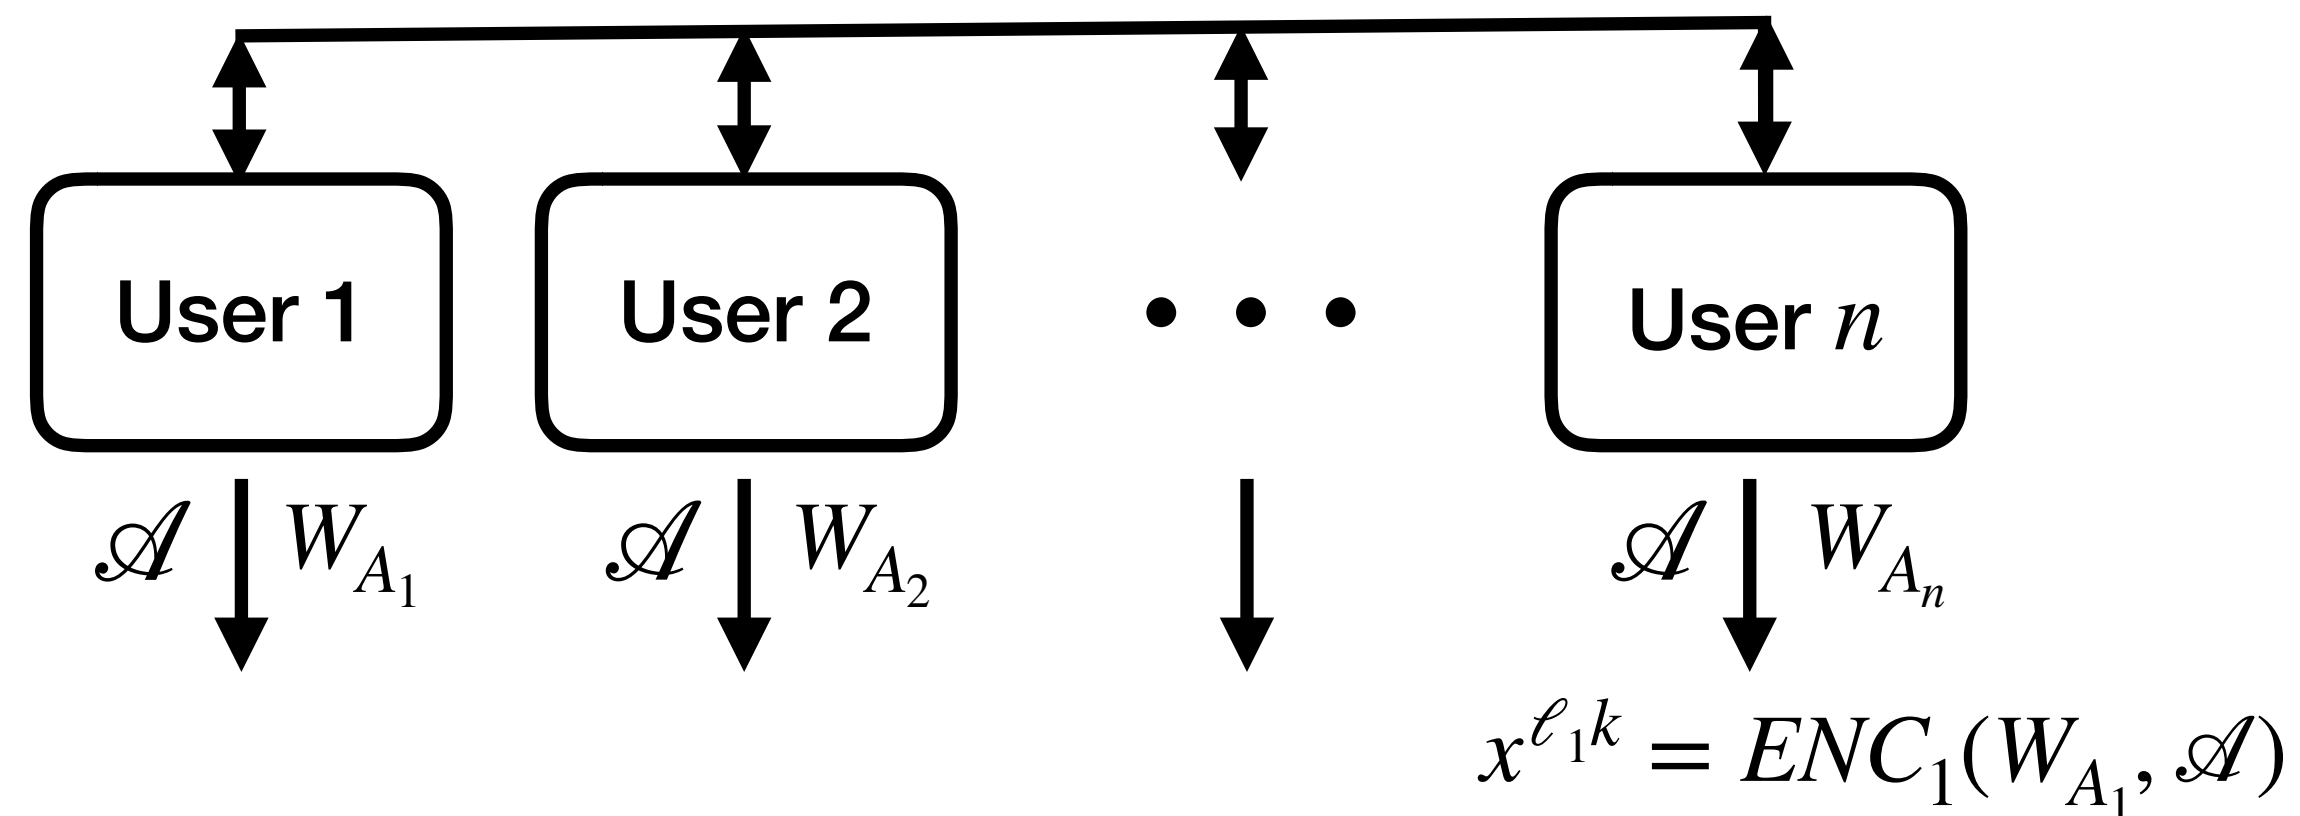 User 1 User 2 • • • User n
𝒜 W_{A_1} 𝒜 W_{A_2} 𝒜 W_{A_n}
x^{ℓ_1 k} = ENC_1(W_{A_1}, 𝒜)